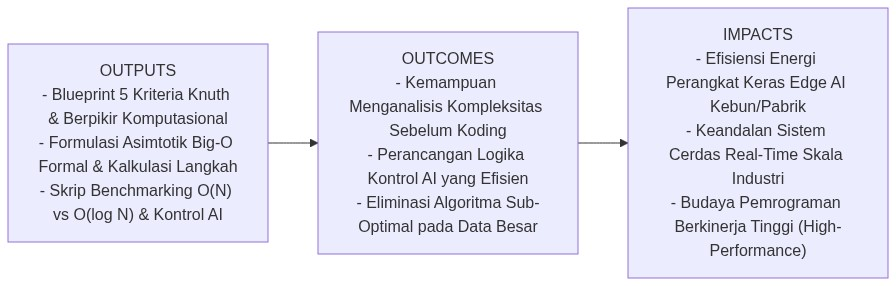 OUTPUTS
- Blueprint 5 Kriteria Knuth
& Berpikir Komputasional
- Formulasi Asimtotik Big-O
Formal & Kalkulasi Langkah
- Skrip Benchmarking O(N)
vs O(log N) & Kontrol AI
OUTCOMES
- Kemampuan
Menganalisis Kompleksitas
Sebelum Koding
- Perancangan Logika
Kontrol AI yang Efisien
- Eliminasi Algoritma Sub-
Optimal pada Data Besar
IMPACTS
- Efisiensi Energi
Perangkat Keras Edge AI
Kebun/Pabrik
- Keandalan Sistem
Cerdas Real-Time Skala
Industri
- Budaya Pemrograman
Berkinerja Tinggi (High-
Performance)